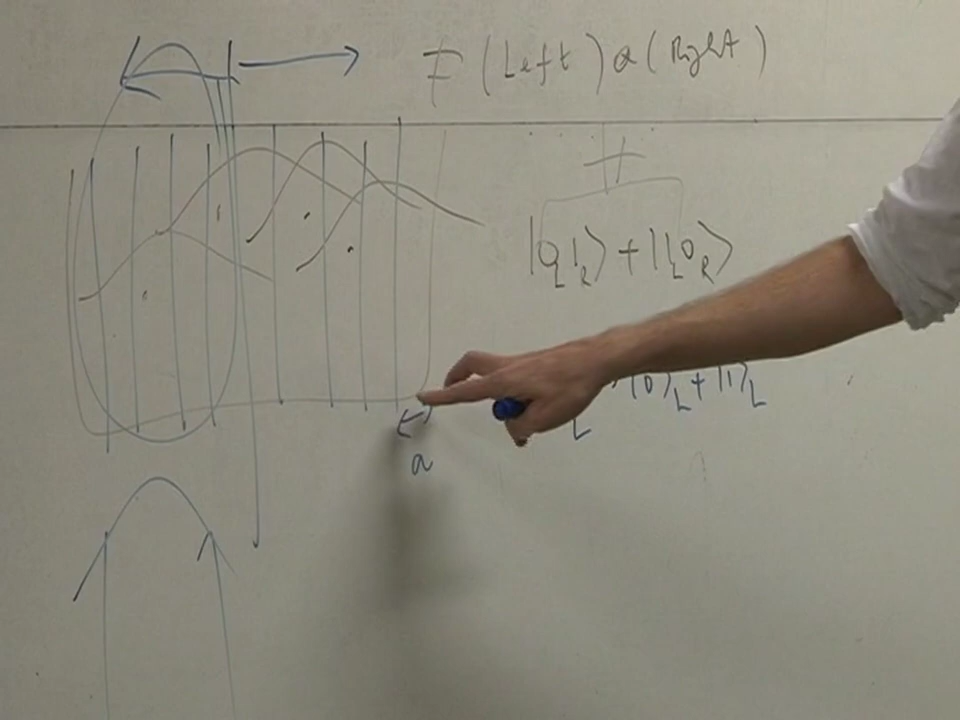 ≠ (Left) ⊗ (Right)
|0_L 1_R⟩ + |1_L 0_R⟩
|0⟩_L + |1⟩_L
a